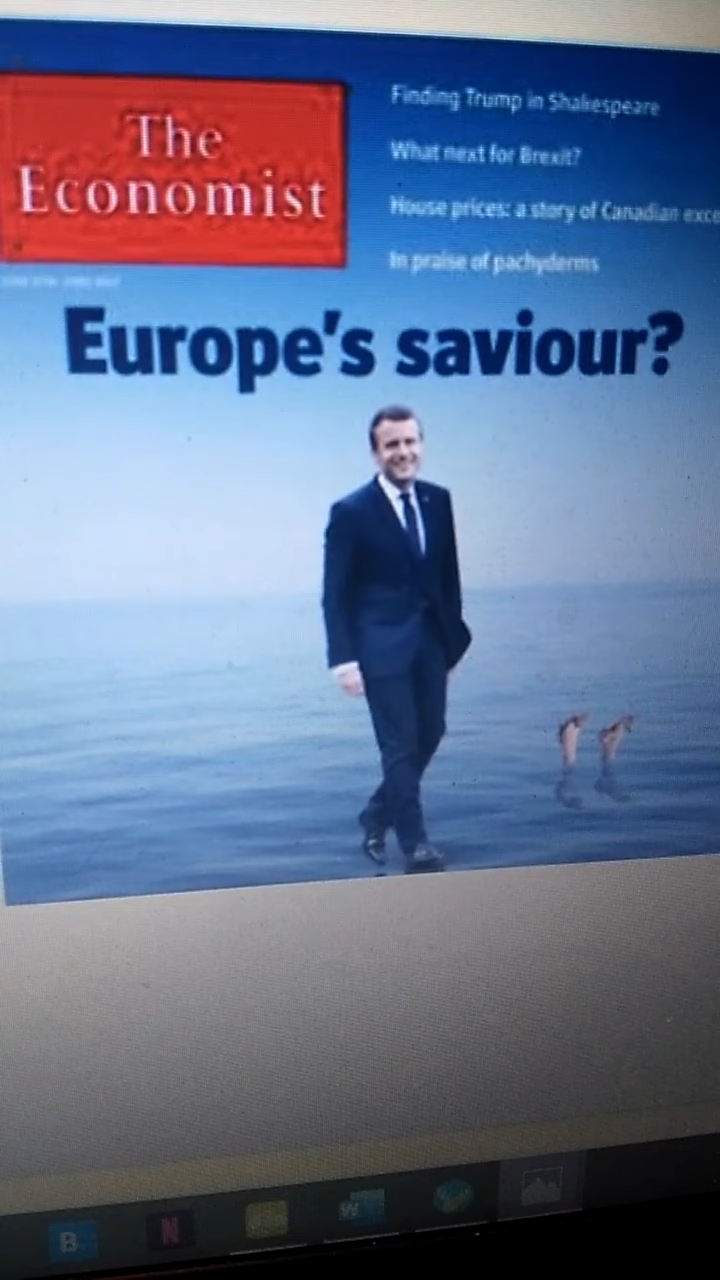 The
Economist
Finding Trump in Shakespeare
What next for Brexit?
House prices: a story of Canadian exce
In praise of pachyderms
Europe's saviour?
B
N
W